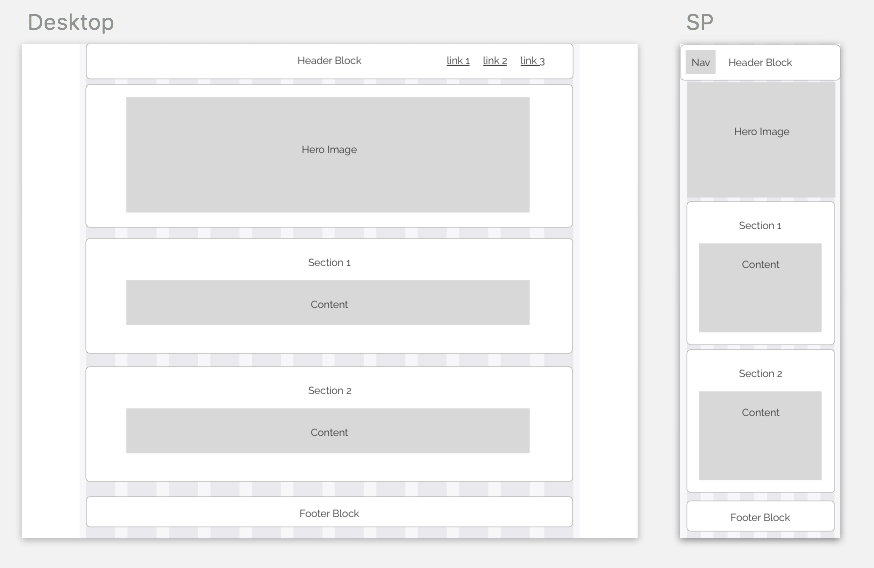 Desktop
Header Block
link 1
link 2
link 3
Hero Image
Section 1
Content
Section 2
Content
Footer Block
SP
Nav
Header Block
Hero Image
Section 1
Content
Section 2
Content
Footer Block